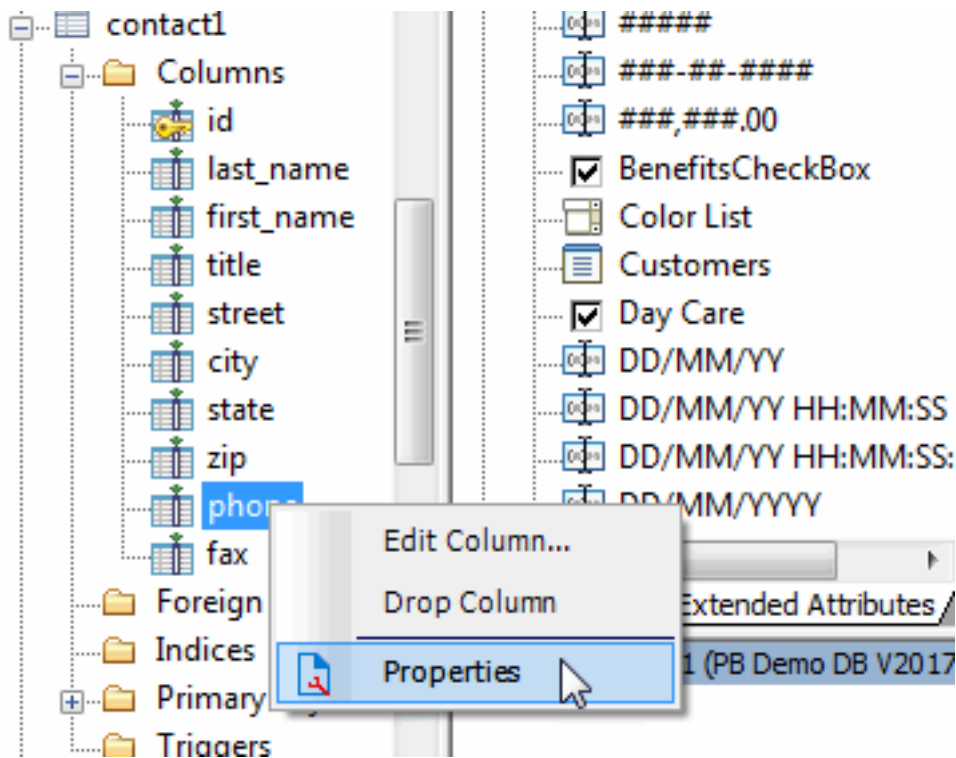 contact1
Columns
id
last_name
first_name
title
street
city
state
zip
phone
fax
Foreign
Indices
Primary
Triggers
#####
###-##-####
###,###.00
BenefitsCheckBox
Color List
Customers
Day Care
DD/MM/YY
DD/MM/YY HH:MM:SS
DD/MM/YY HH:MM:SS:
DD/MM/YYYY
Edit Column...
Drop Column
Properties
Extended Attributes
1 (PB Demo DB V2017